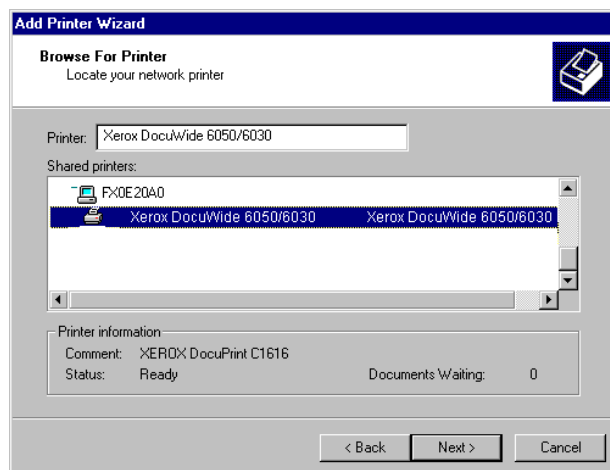 Add Printer Wizard
Browse For Printer
Locate your network printer
Printer: Xerox DocuWide 6050/6030
Shared printers:
FX0E20A0
Xerox DocuWide 6050/6030 Xerox DocuWide 6050/6030
Printer information
Comment: XEROX DocuPrint C1616
Status: Ready Documents Waiting: 0
< Back Next > Cancel